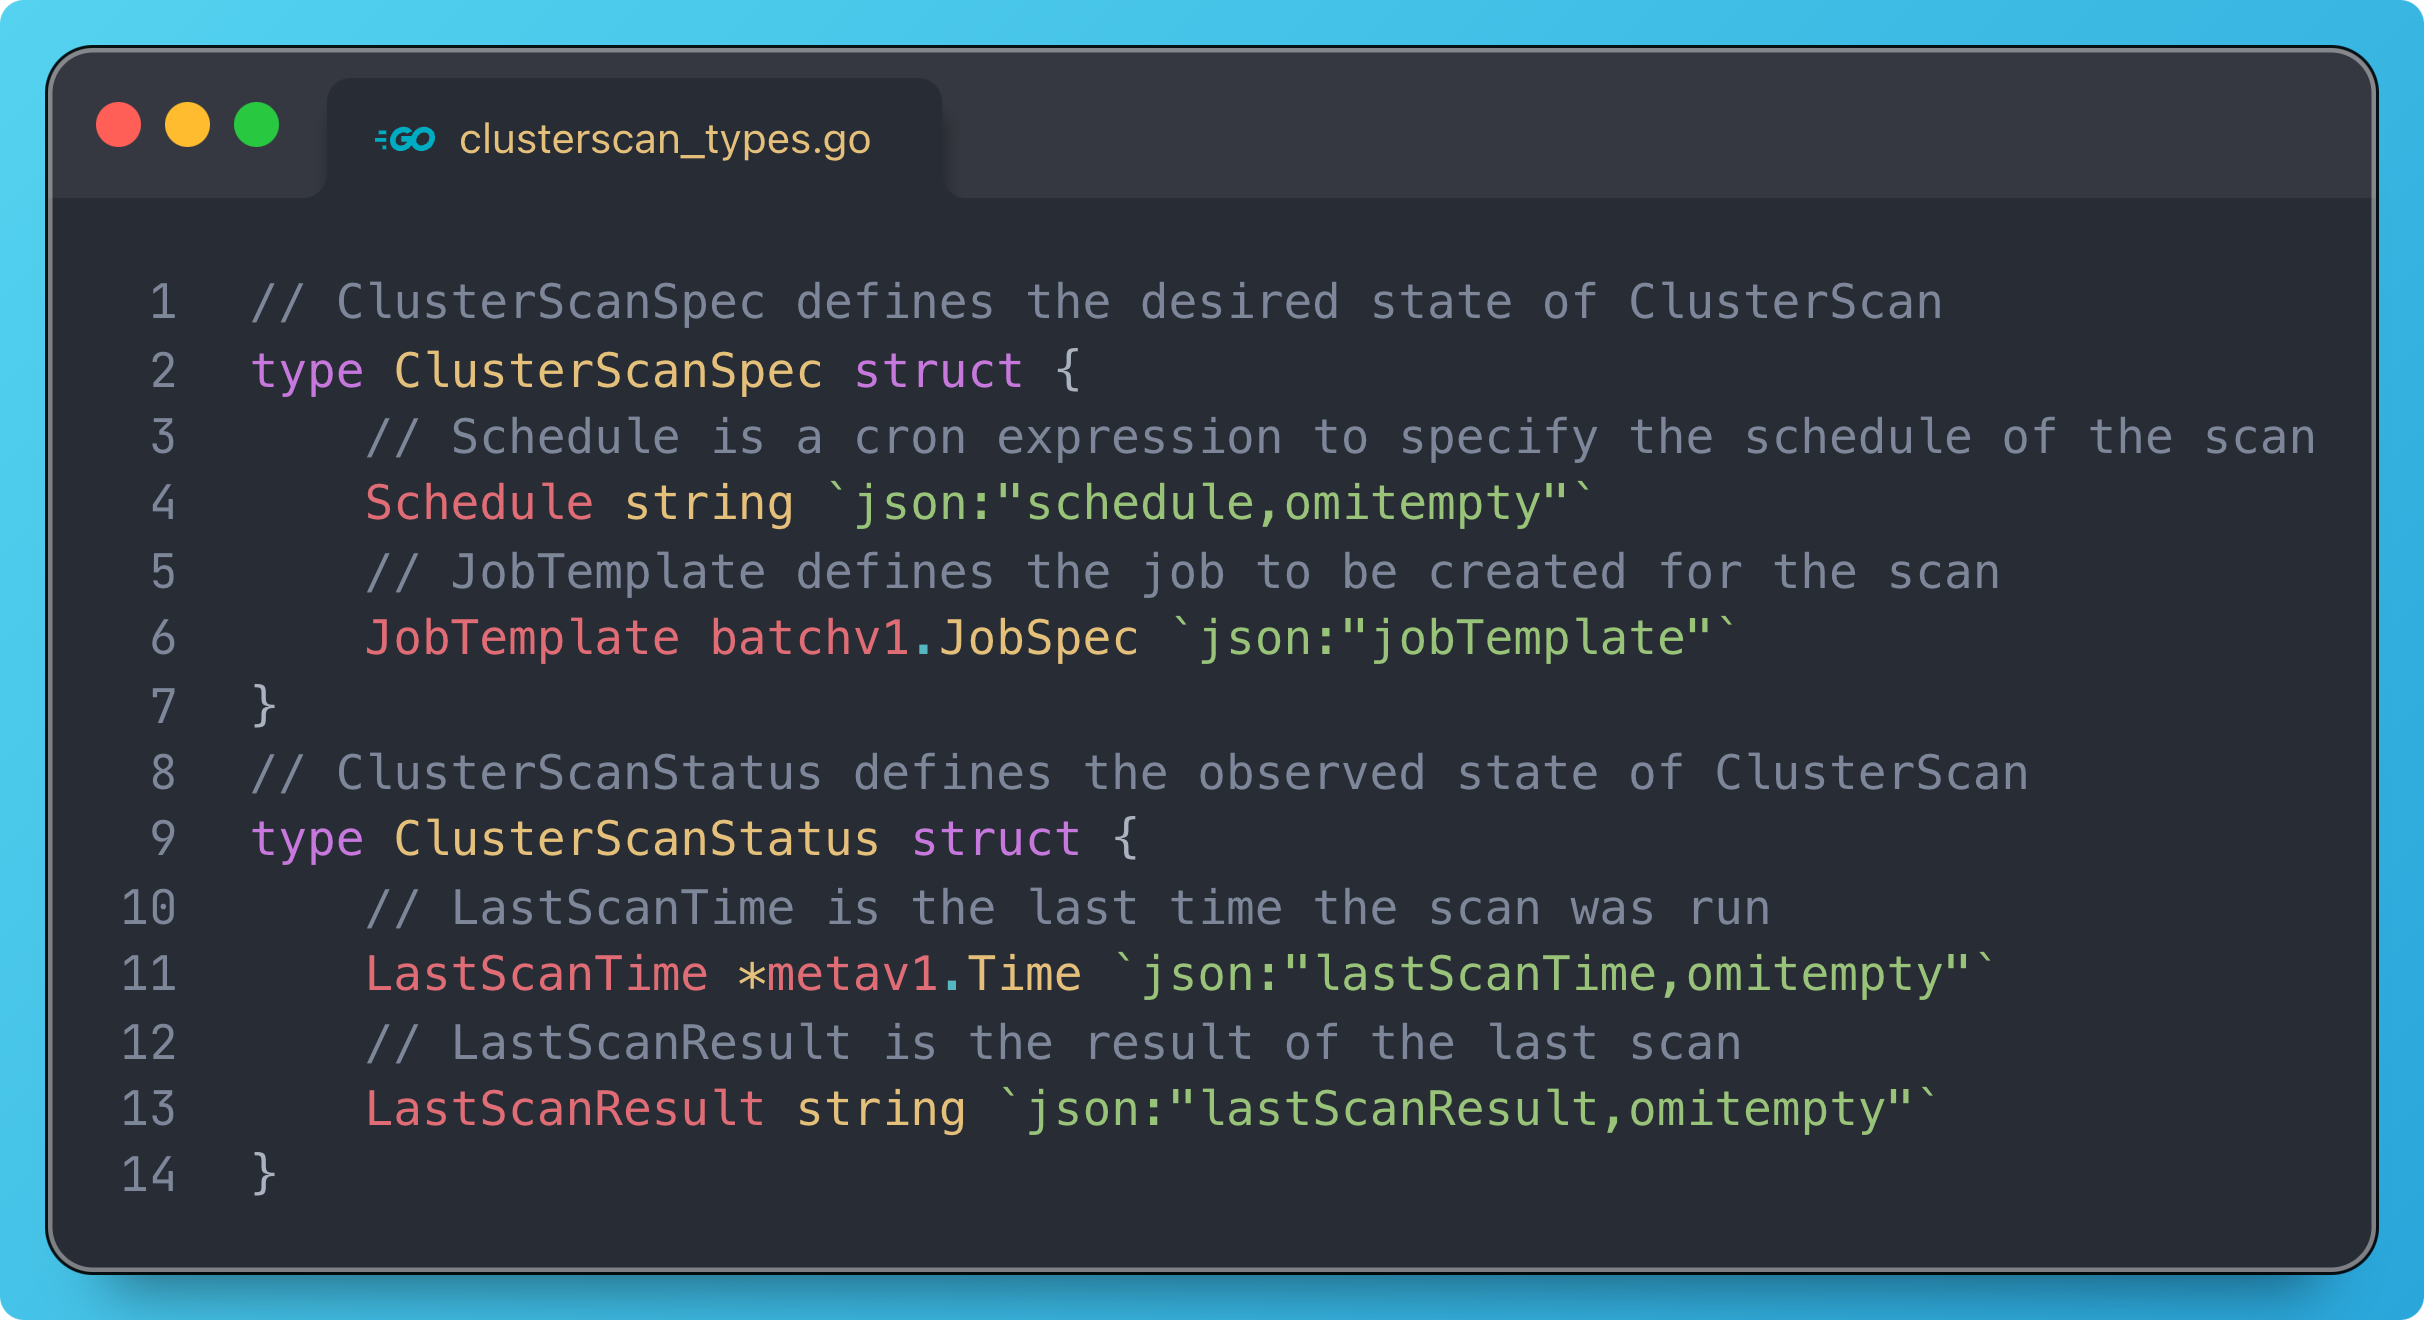 GO clusterscan_types.go
1 // ClusterScanSpec defines the desired state of ClusterScan
2 type ClusterScanSpec struct {
3     // Schedule is a cron expression to specify the schedule of the scan
4     Schedule string `json:"schedule,omitempty"`
5     // JobTemplate defines the job to be created for the scan
6     JobTemplate batchv1.JobSpec `json:"jobTemplate"`
7 }
8 // ClusterScanStatus defines the observed state of ClusterScan
9 type ClusterScanStatus struct {
10     // LastScanTime is the last time the scan was run
11     LastScanTime *metav1.Time `json:"lastScanTime,omitempty"`
12     // LastScanResult is the result of the last scan
13     LastScanResult string `json:"lastScanResult,omitempty"`
14 }